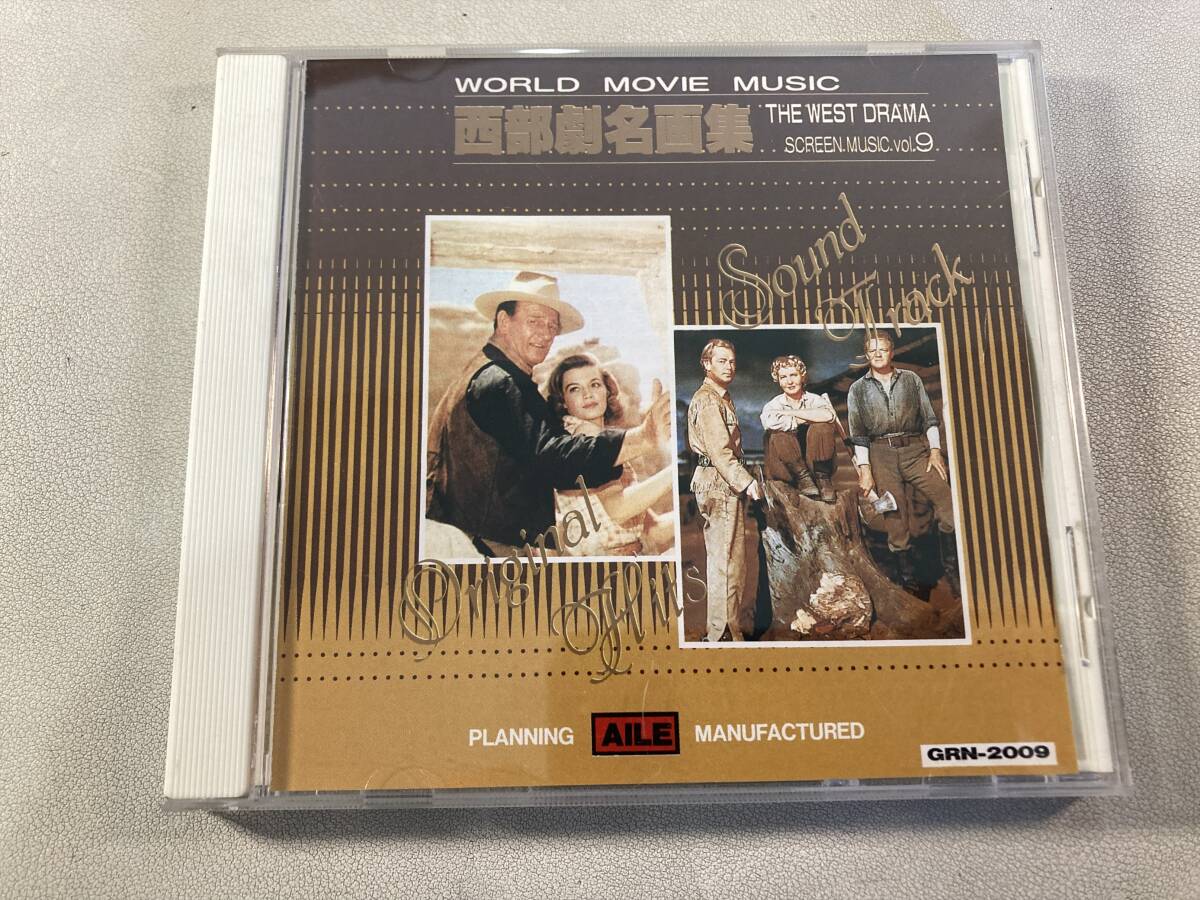 WORLD MOVIE MUSIC
西部劇名画集
THE WEST DRAMA
SCREEN MUSIC vol.9
Sound
Track
Original
Hits
PLANNING AILE MANUFACTURED
GRN-2009